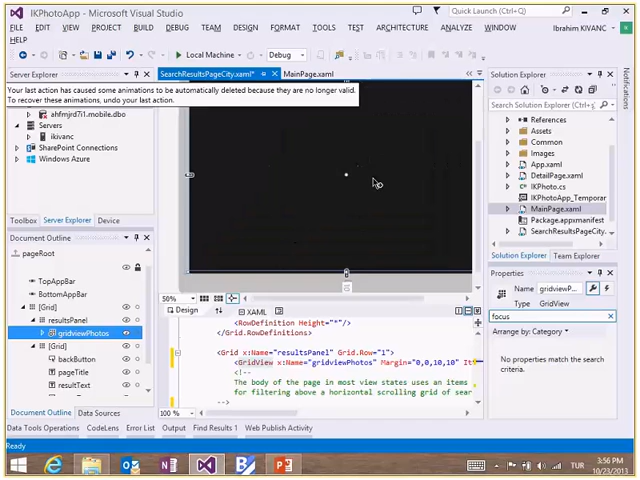 IKPhotoApp - Microsoft Visual Studio
Quick Launch (Ctrl+Q)
FILE EDIT VIEW PROJECT BUILD DEBUG TEAM DESIGN FORMAT TOOLS TEST ARCHITECTURE ANALYZE WINDOW
Ibrahim KIVANC
HELP
Local Machine Debug
Server Explorer
SearchResultsPageCity.xaml* MainPage.xaml
Solution Explorer
Notifications
Your last action has caused some animations to be automatically deleted because they are no longer valid.
To recover these animations, undo your last action.
Search Solution Explorer
ahfmjrd7i1.mobile.dbo
Servers
ikivanc
SharePoint Connections
Windows Azure
References
Assets
Common
Images
App.xaml
DetailPage.xaml
IKPhoto.cs
IKPhotoApp_Temporar
MainPage.xaml
Package.appxmanifest
SearchResultsPageCity.
Toolbox Server Explorer Device
Solution Explorer Team Explorer
Document Outline
pageRoot
TopAppBar
BottomAppBar
[Grid]
resultsPanel
gridviewPhotos
[Grid]
backButton
pageTitle
resultText
Document Outline Data Sources
50%
Design XAML
<RowDefinition Height="*"/>
</Grid.RowDefinitions>
<Grid x:Name="resultsPanel" Grid.Row="1">
<GridView x:Name="gridviewPhotos" Margin="0,0,10,10" It
<!--
The body of the page in most view states uses an items
for filtering above a horizontal scrolling grid of sear
-->
100 %
Properties
Name gridviewP...
Type GridView
focus
Arrange by: Category
No properties match the search
criteria.
Data Tools Operations CodeLens Error List Output Find Results 1 Web Publish Activity
Ready
TUR
3:56 PM
10/23/2013